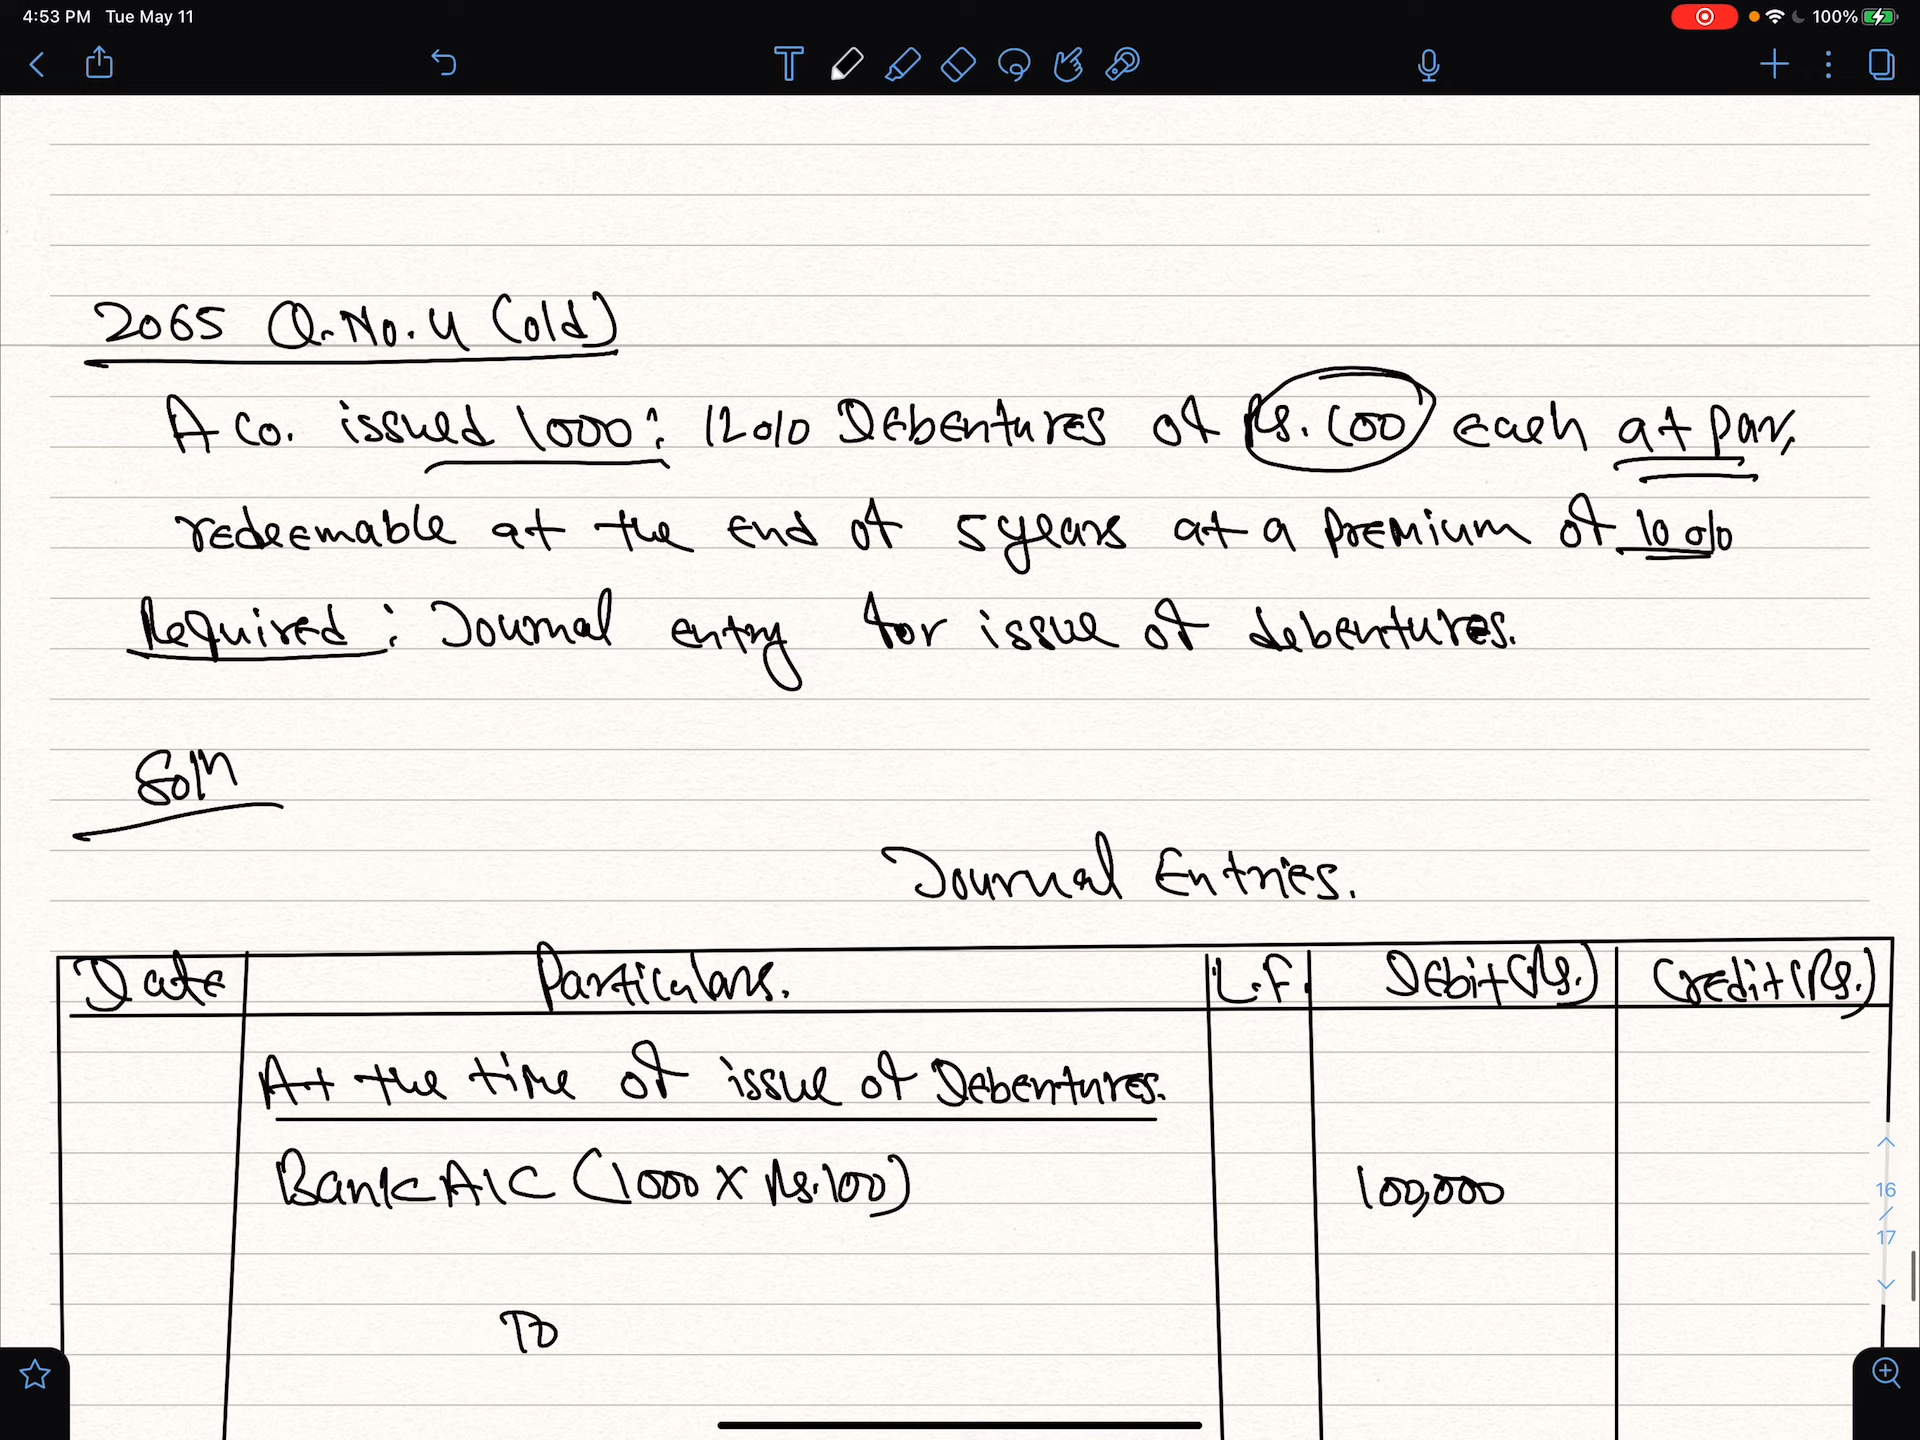 4:53 PM Tue May 11
100%
2065 Q.No.4 (old)
A Co. issued 1000; 12% Debentures of Rs.100 each at par,
redeemable at the end of 5 years at a premium of 10%
Required: Journal entry for issue of debentures.
Soln
Journal Entries.
Date Particulars. L.F. Debit(Rs.) Credit(Rs.)
At the time of issue of Debentures.
Bank A/C (1000 X Rs.100) 100,000
To
16
/
17